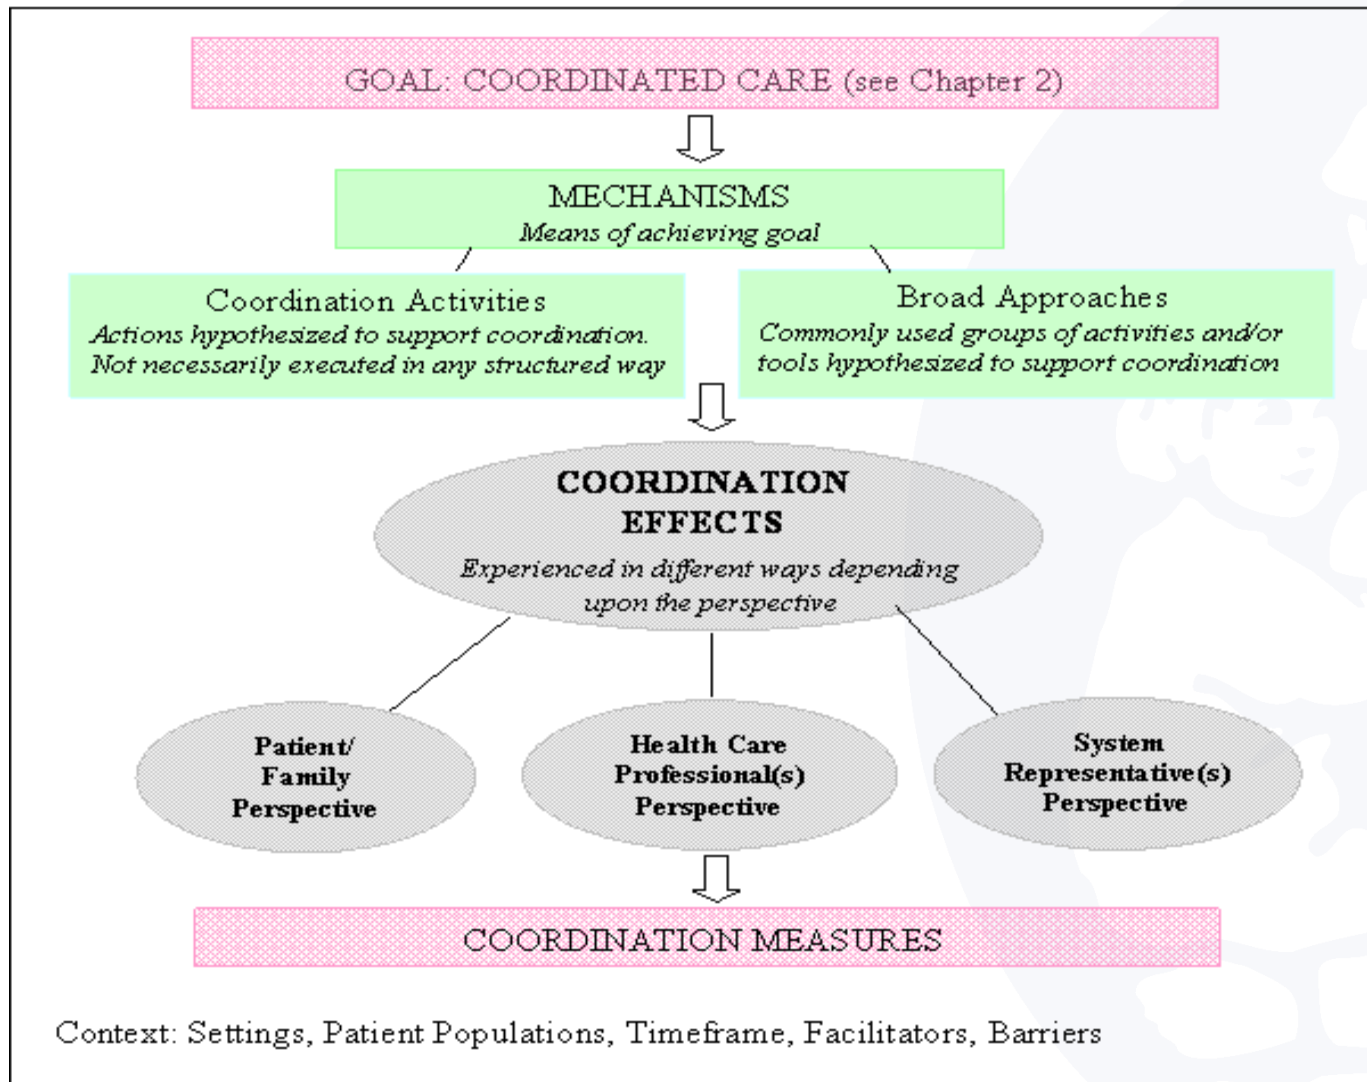 GOAL: COORDINATED CARE (see Chapter 2)
MECHANISMS
Means of achieving goal
Coordination Activities
Actions hypothesized to support coordination.
Not necessarily executed in any structured way
Broad Approaches
Commonly used groups of activities and/or
tools hypothesized to support coordination
COORDINATION
EFFECTS
Experienced in different ways depending
upon the perspective
Patient/
Family
Perspective
Health Care
Professional(s)
Perspective
System
Representative(s)
Perspective
COORDINATION MEASURES
Context: Settings, Patient Populations, Timeframe, Facilitators, Barriers